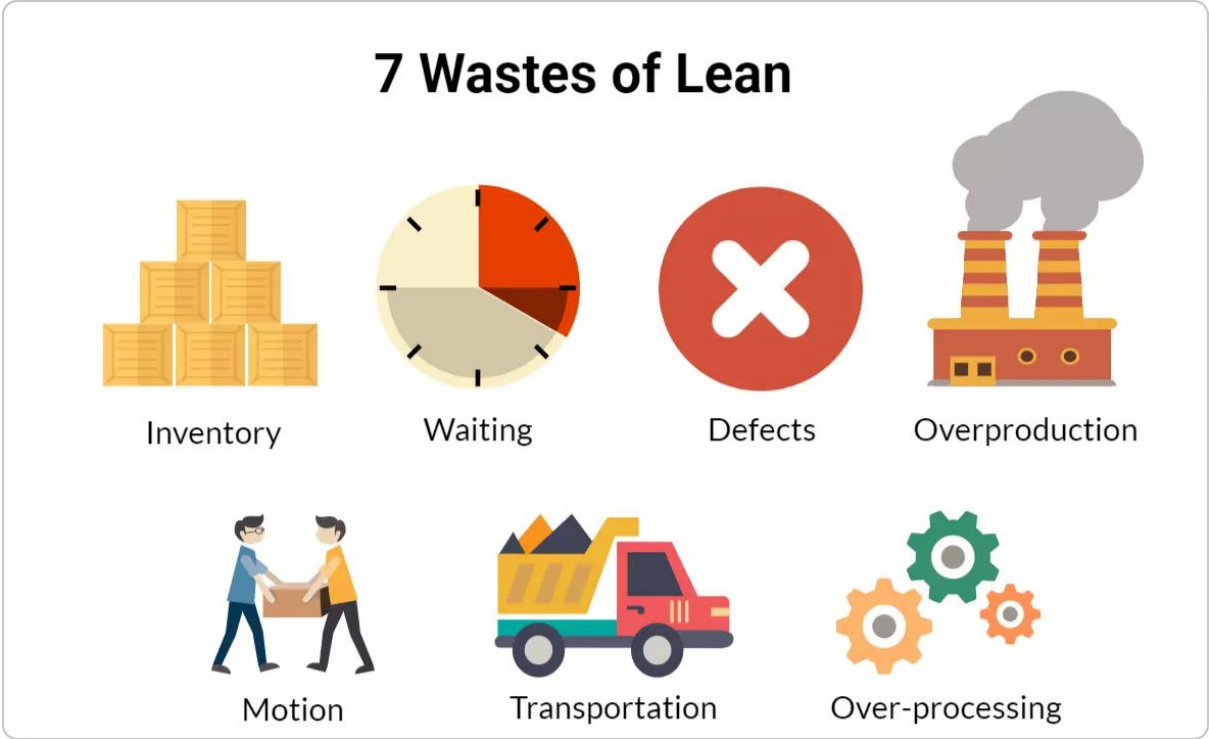 7 Wastes of Lean
Inventory
Waiting
Defects
Overproduction
Motion
Transportation
Over-processing